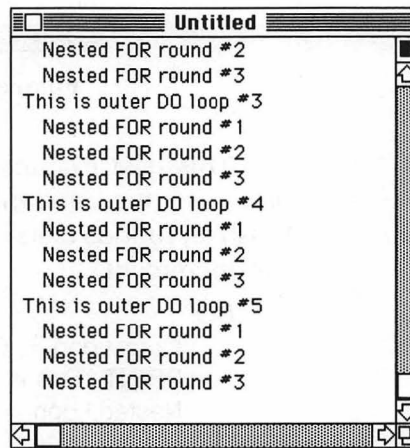 Untitled
Nested FOR round #2
Nested FOR round #3
This is outer DO loop #3
Nested FOR round #1
Nested FOR round #2
Nested FOR round #3
This is outer DO loop #4
Nested FOR round #1
Nested FOR round #2
Nested FOR round #3
This is outer DO loop #5
Nested FOR round #1
Nested FOR round #2
Nested FOR round #3